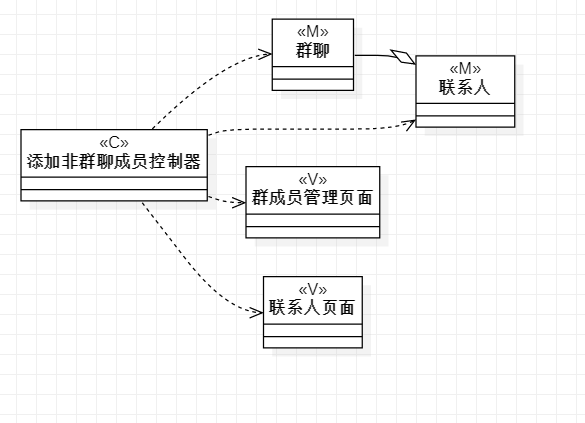 «M»
群聊
«M»
联系人
«C»
添加非群聊成员控制器
«V»
群成员管理页面
«V»
联系人页面